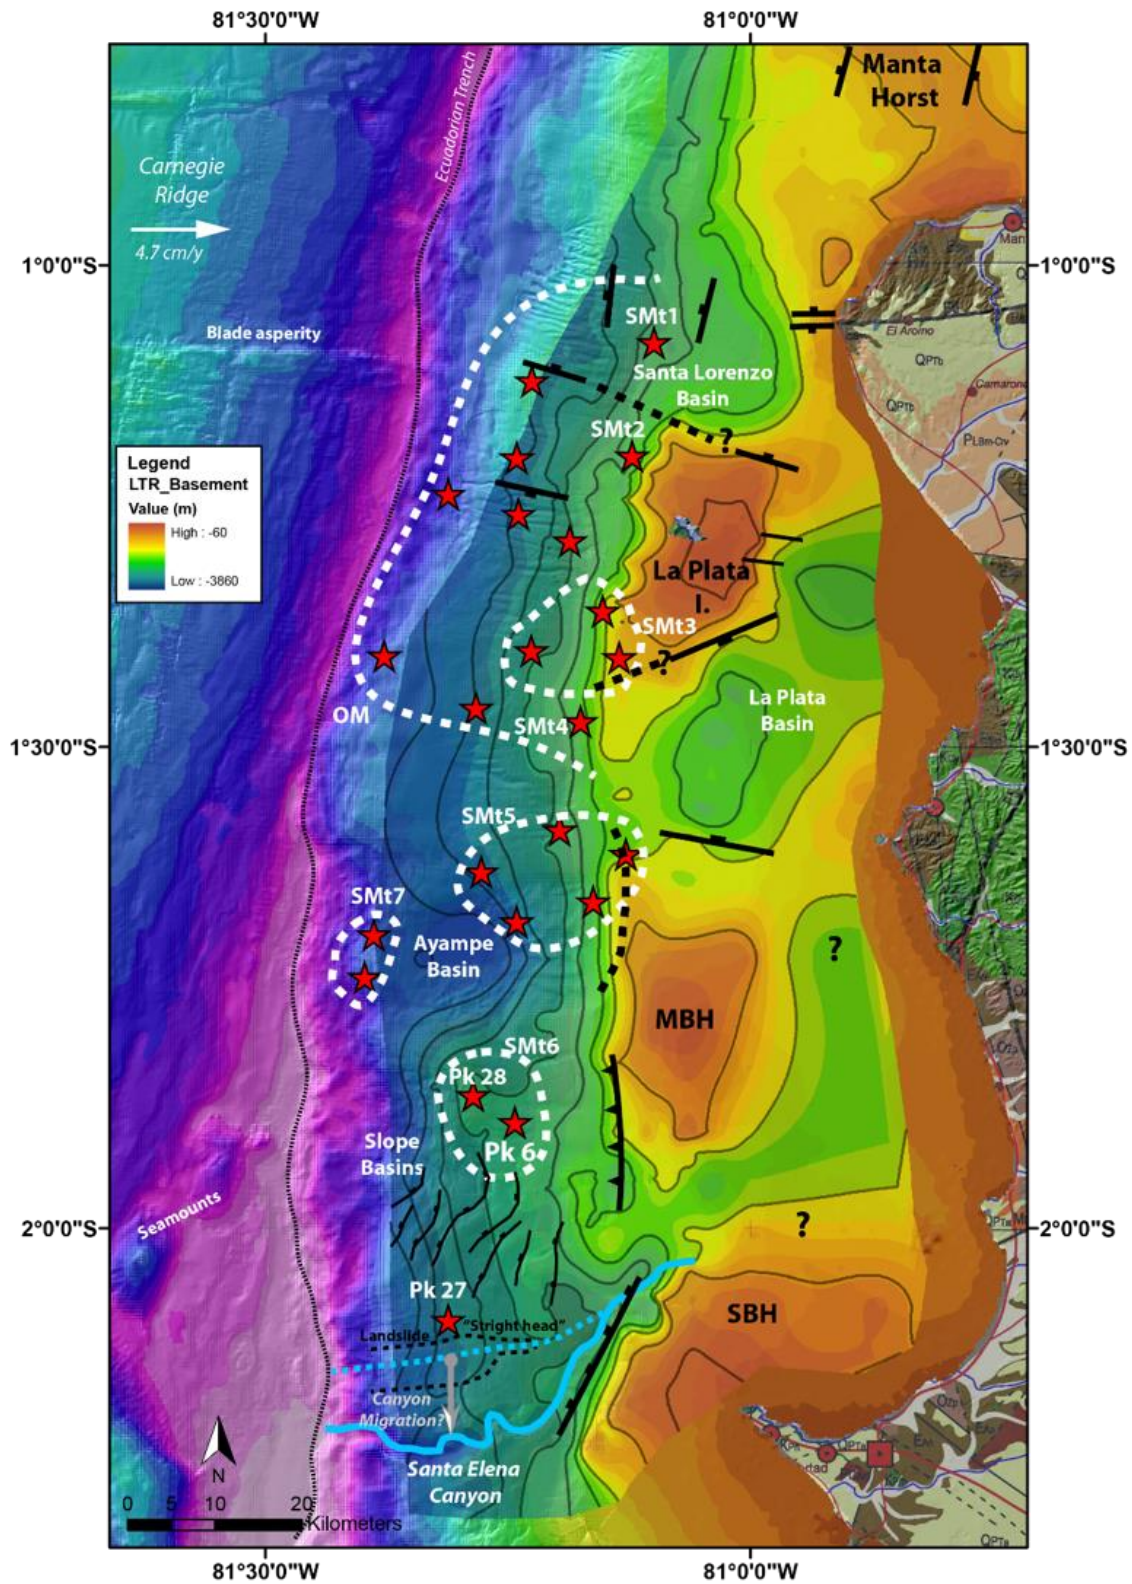 81°30'0"W
81°0'0"W
Manta
Horst
Ecuadorian Trench
Carnegie
Ridge
4.7 cm/y
Man
1°0'0"S
1°0'0"S
Blade asperity
SMt1
El Aromo
QPTb
Santa Lorenzo
Basin
QPTb
SMt2
?
Legend
LTR_Basement
Value (m)
High : -60
Low : -3860
La Plata
I.
SMt3
?
La Plata
Basin
OM
SMt4
1°30'0"S
1°30'0"S
SMt5
SMt7
Ayampe
Basin
?
MBH
SMt6
Pk 28
Slope
Basins
Pk 6
Seamounts
2°0'0"S
?
2°0'0"S
Pk 27
SBH
Landslide
"Stright head"
Canyon
Migration?
N
Santa Elena
Canyon
0 5 10 20
Kilometers
81°30'0"W
81°0'0"W